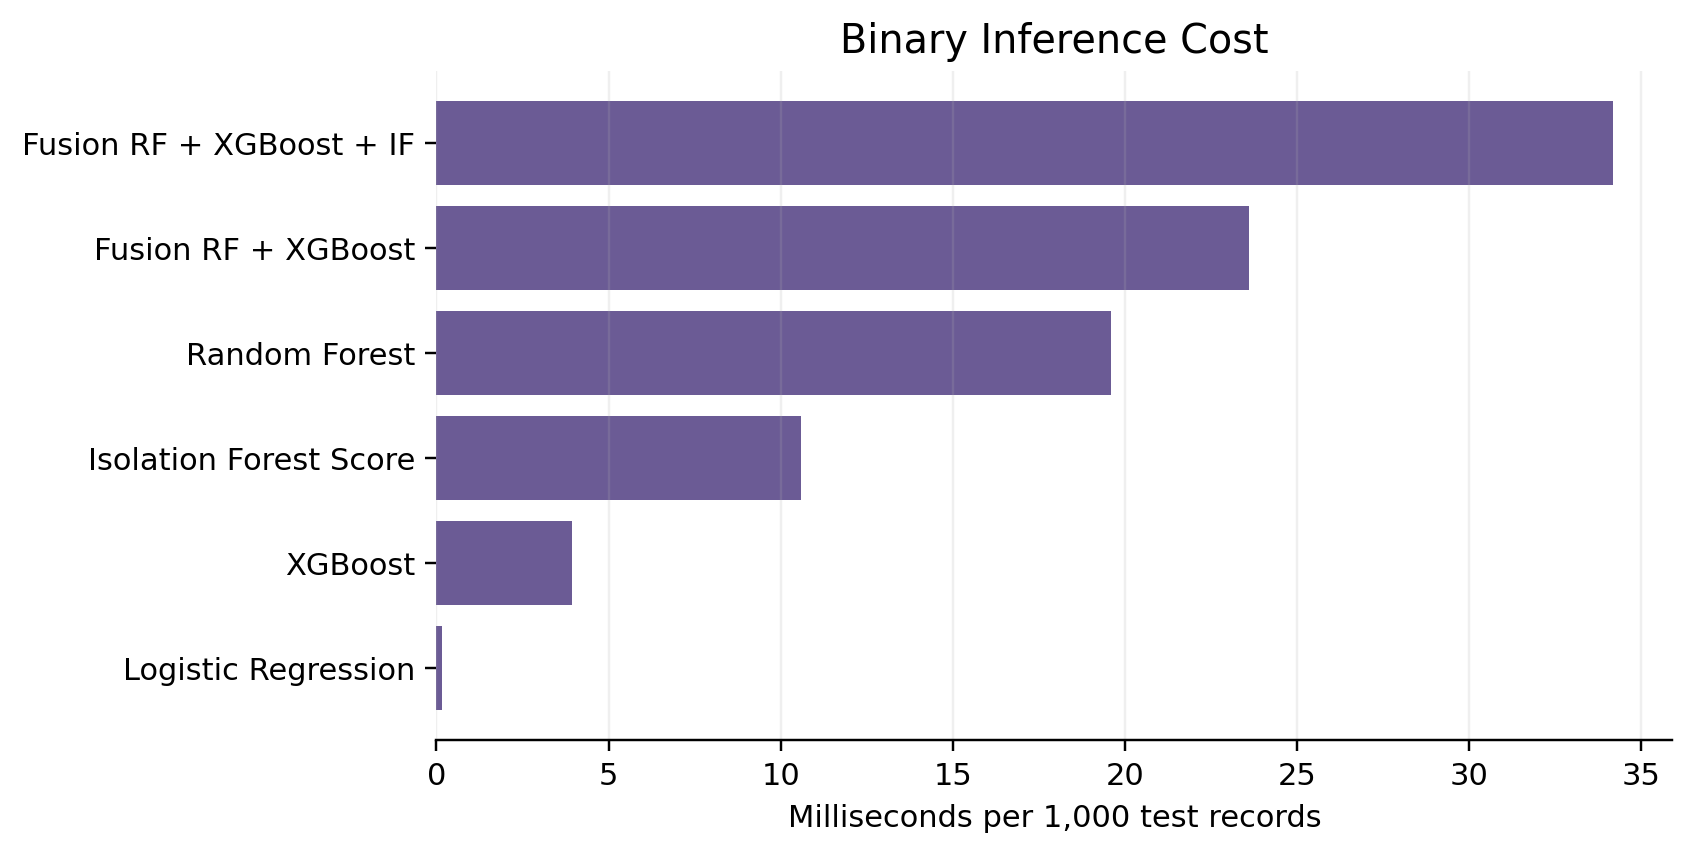 Binary Inference Cost
Fusion RF + XGBoost + IF
Fusion RF + XGBoost
Random Forest
Isolation Forest Score
XGBoost
Logistic Regression
0 5 10 15 20 25 30 35
Milliseconds per 1,000 test records